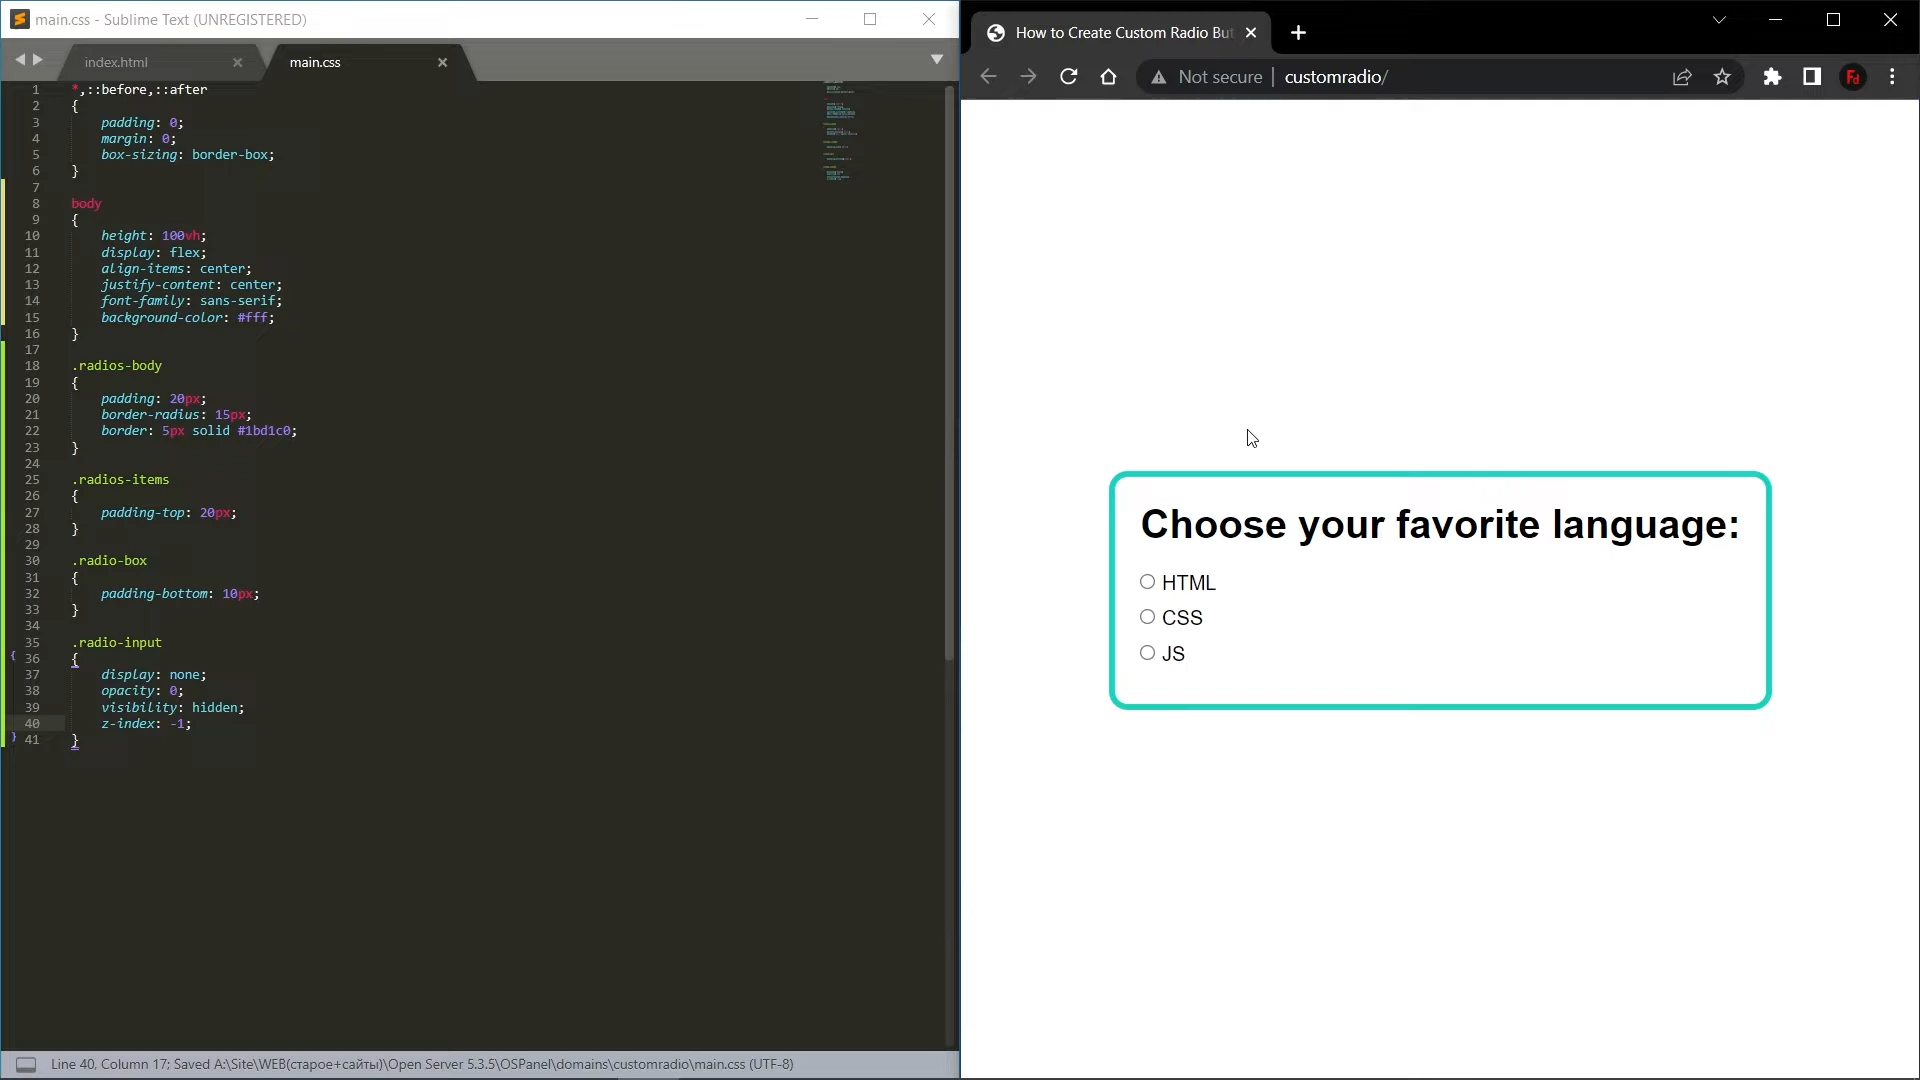 main.css - Sublime Text (UNREGISTERED)
index.html
main.css
1 *,::before,::after
2 {
3 padding: 0;
4 margin: 0;
5 box-sizing: border-box;
6 }
7
8 body
9 {
10 height: 100vh;
11 display: flex;
12 align-items: center;
13 justify-content: center;
14 font-family: sans-serif;
15 background-color: #fff;
16 }
17
18 .radios-body
19 {
20 padding: 20px;
21 border-radius: 15px;
22 border: 5px solid #1bd1c0;
23 }
24
25 .radios-items
26 {
27 padding-top: 20px;
28 }
29
30 .radio-box
31 {
32 padding-bottom: 10px;
33 }
34
35 .radio-input
{ 36 {
37 display: none;
38 opacity: 0;
39 visibility: hidden;
40 z-index: -1;
} 41 }
Line 40, Column 17; Saved A:\Site\WEB(старое+сайты)\Open Server 5.3.5\OSPanel\domains\customradio\main.css (UTF-8)
How to Create Custom Radio But
Not secure | customradio/
Fd
Choose your favorite language:
HTML
CSS
JS